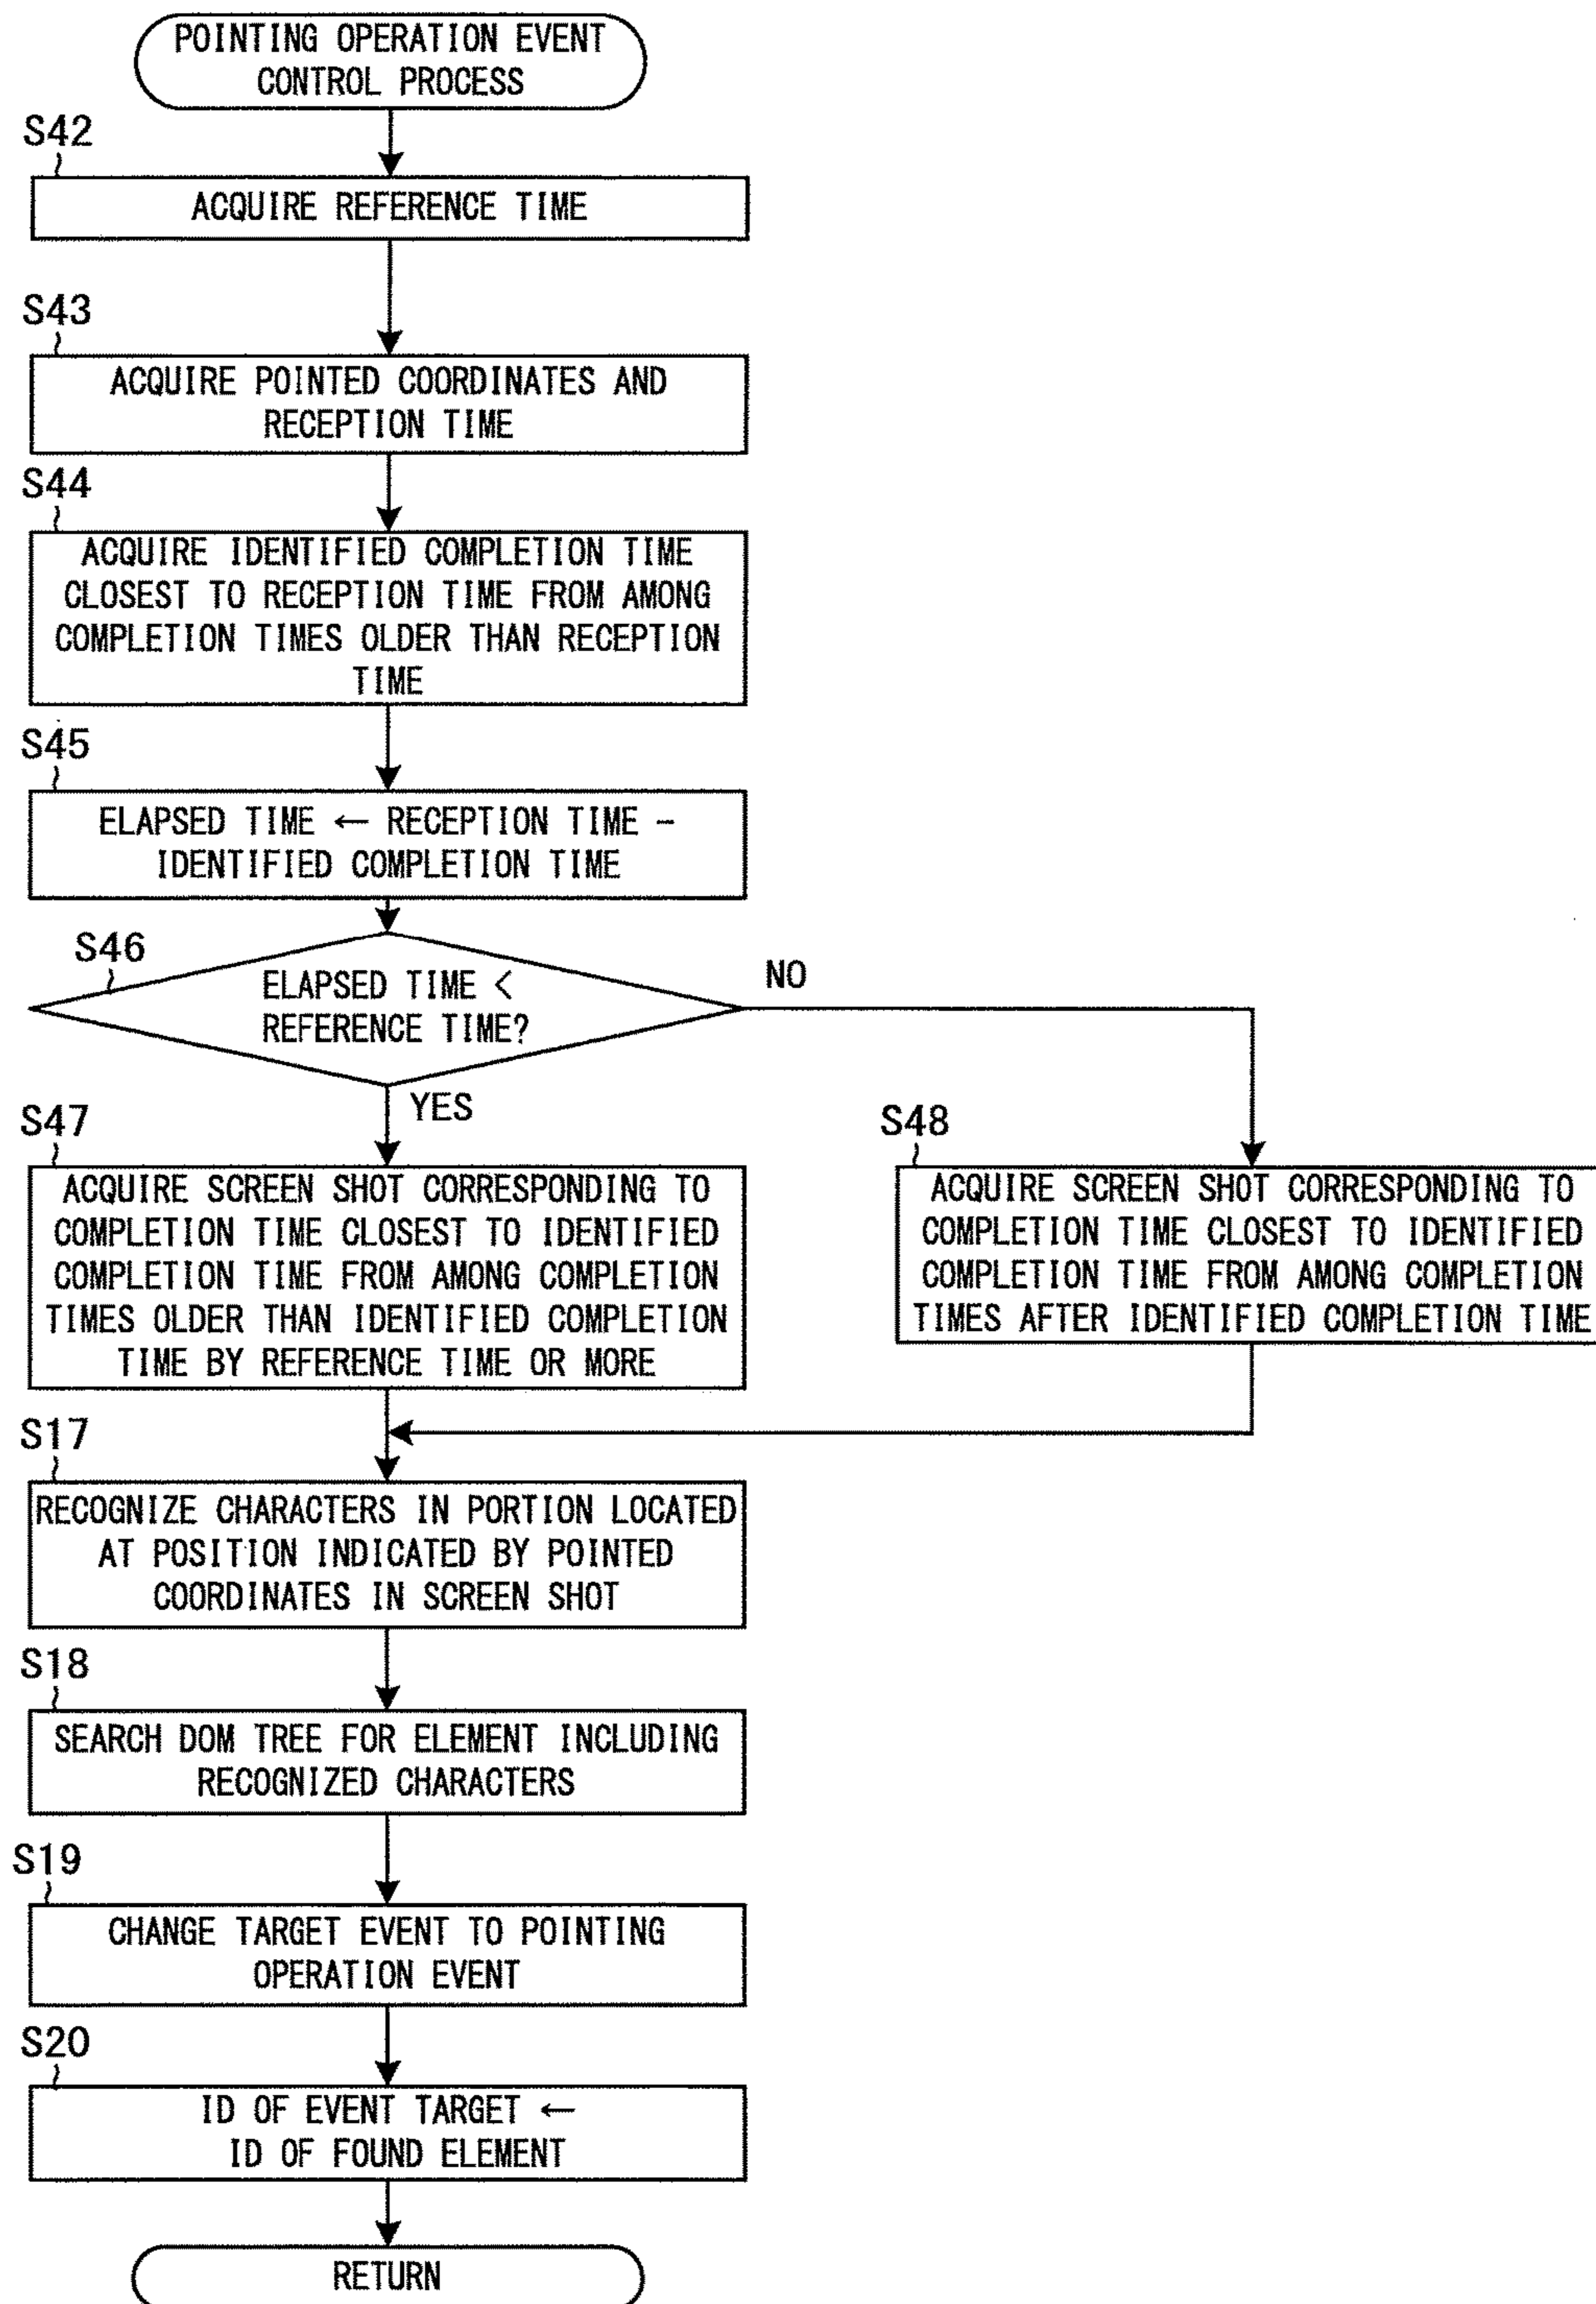 POINTING OPERATION EVENT
CONTROL PROCESS
S42
ACQUIRE REFERENCE TIME
S43
ACQUIRE POINTED COORDINATES AND
RECEPTION TIME
S44
ACQUIRE IDENTIFIED COMPLETION TIME
CLOSEST TO RECEPTION TIME FROM AMONG
COMPLETION TIMES OLDER THAN RECEPTION
TIME
S45
ELAPSED TIME ← RECEPTION TIME -
IDENTIFIED COMPLETION TIME
S46
ELAPSED TIME <
REFERENCE TIME?
NO
YES
S47
ACQUIRE SCREEN SHOT CORRESPONDING TO
COMPLETION TIME CLOSEST TO IDENTIFIED
COMPLETION TIME FROM AMONG COMPLETION
TIMES OLDER THAN IDENTIFIED COMPLETION
TIME BY REFERENCE TIME OR MORE
S48
ACQUIRE SCREEN SHOT CORRESPONDING TO
COMPLETION TIME CLOSEST TO IDENTIFIED
COMPLETION TIME FROM AMONG COMPLETION
TIMES AFTER IDENTIFIED COMPLETION TIME
S17
RECOGNIZE CHARACTERS IN PORTION LOCATED
AT POSITION INDICATED BY POINTED
COORDINATES IN SCREEN SHOT
S18
SEARCH DOM TREE FOR ELEMENT INCLUDING
RECOGNIZED CHARACTERS
S19
CHANGE TARGET EVENT TO POINTING
OPERATION EVENT
S20
ID OF EVENT TARGET ←
ID OF FOUND ELEMENT
RETURN